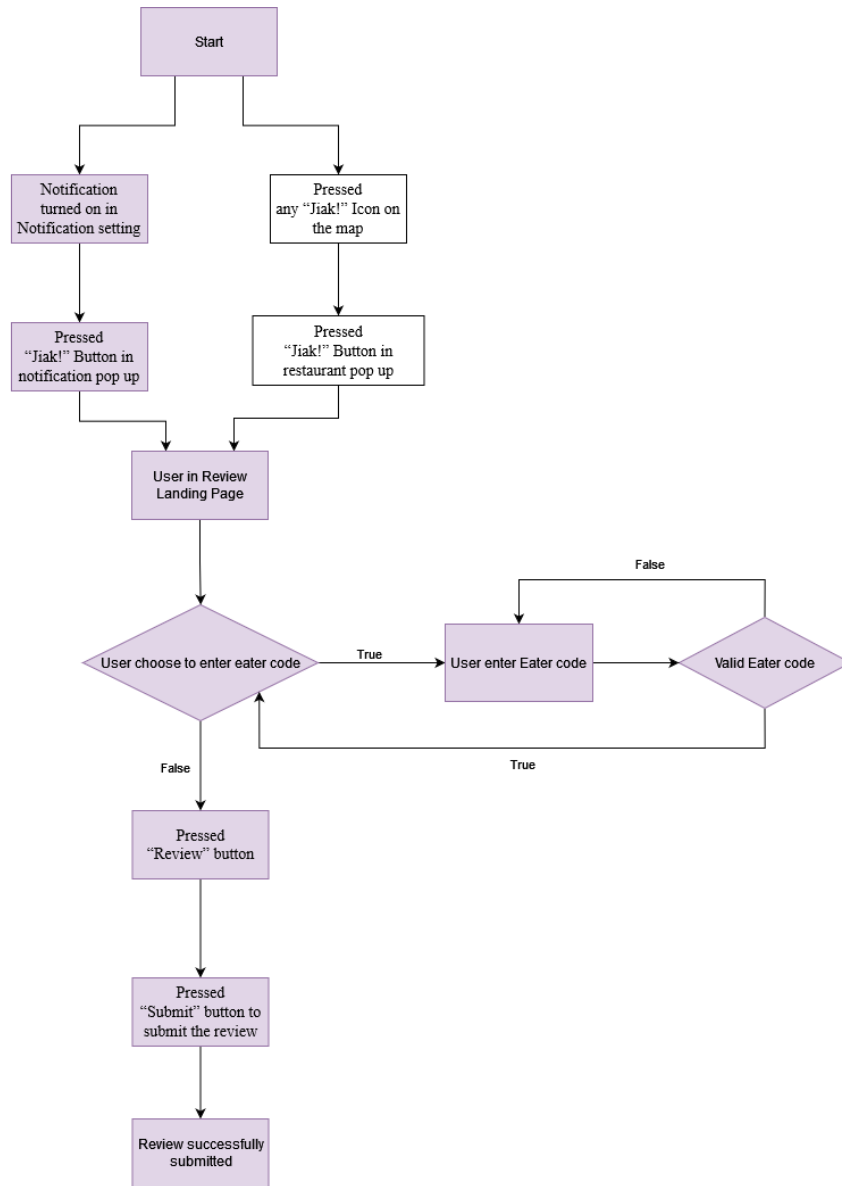 Start
Notification
turned on in
Notification setting
Pressed
any “Jiak!” Icon on
the map
Pressed
“Jiak!” Button in
notification pop up
Pressed
“Jiak!” Button in
restaurant pop up
User in Review
Landing Page
User choose to enter eater code
True
User enter Eater code
False
Valid Eater code
True
False
Pressed
“Review” button
Pressed
“Submit” button to
submit the review
Review successfully
submitted